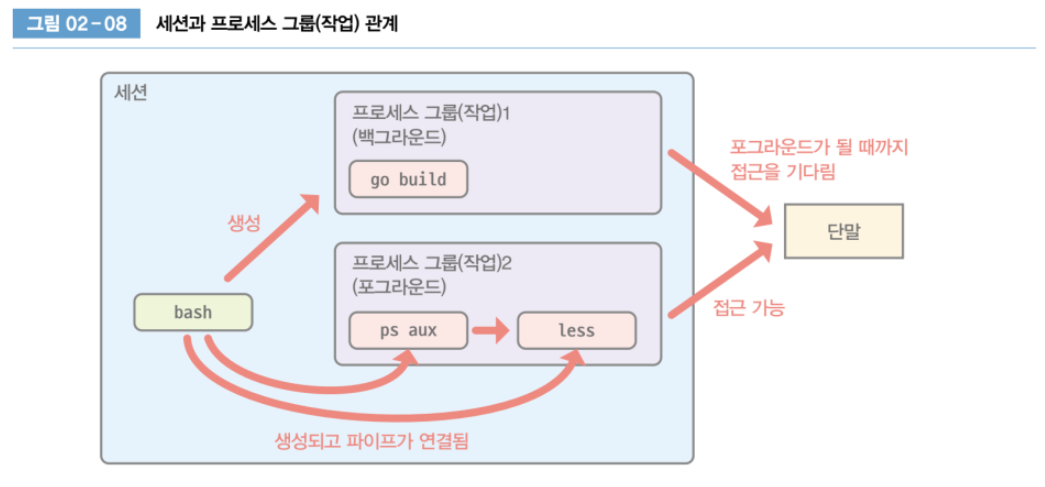 그림 02-08 세션과 프로세스 그룹(작업) 관계
세션
프로세스 그룹(작업)1
(백그라운드)
go build
포그라운드가 될 때까지
접근을 기다림
생성
단말
프로세스 그룹(작업)2
(포그라운드)
bash
ps aux
less
접근 가능
생성되고 파이프가 연결됨